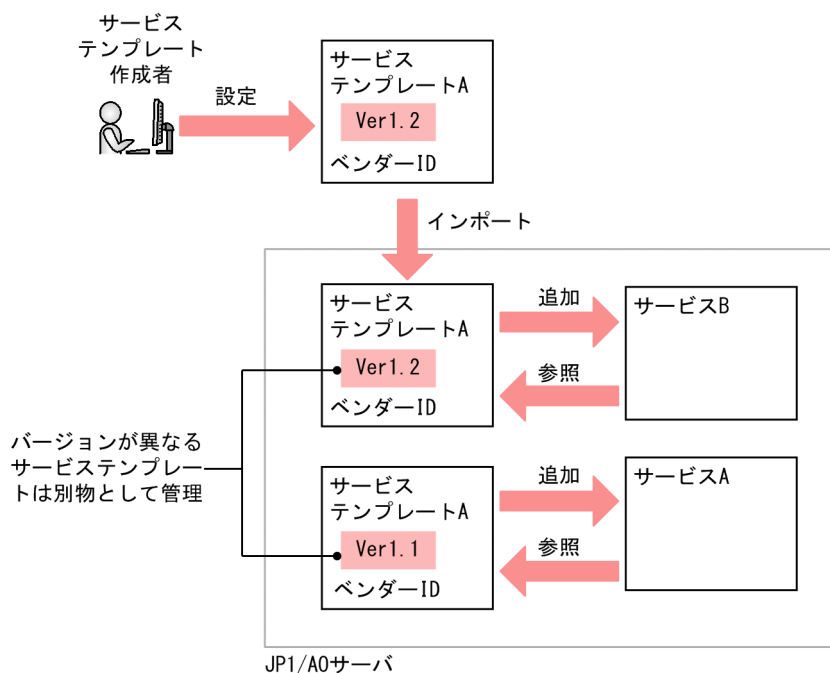 サービス
テンプレート
作成者
設定
サービス
テンプレートA
Ver1.2
ベンダーID
インポート
サービス
テンプレートA
Ver1.2
ベンダーID
追加
参照
サービスB
バージョンが異なる
サービステンプレー
トは別物として管理
サービス
テンプレートA
Ver1.1
ベンダーID
追加
参照
サービスA
JP1/AOサーバ